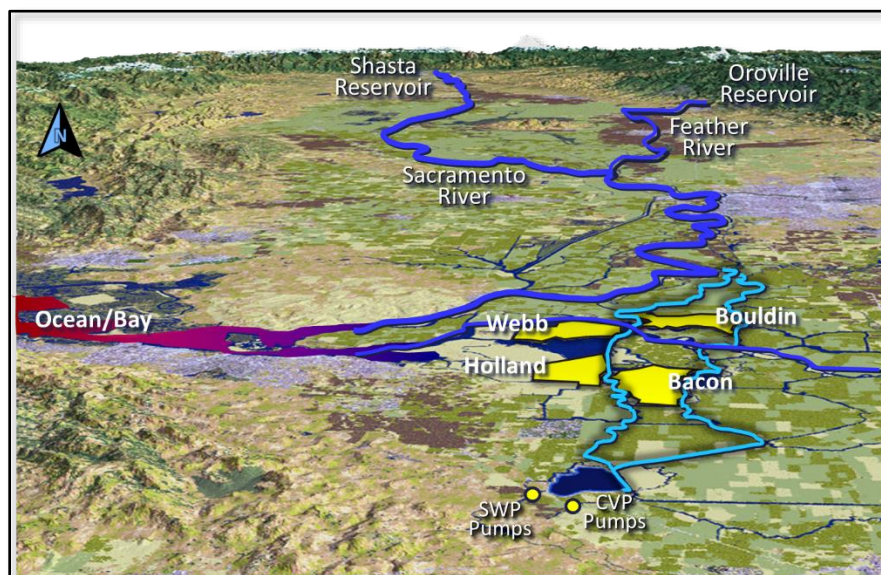 Shasta
Reservoir
Oroville
Reservoir
N
Feather
River
Sacramento
River
Ocean/Bay
Webb
Bouldin
Holland
Bacon
SWP
Pumps
CVP
Pumps